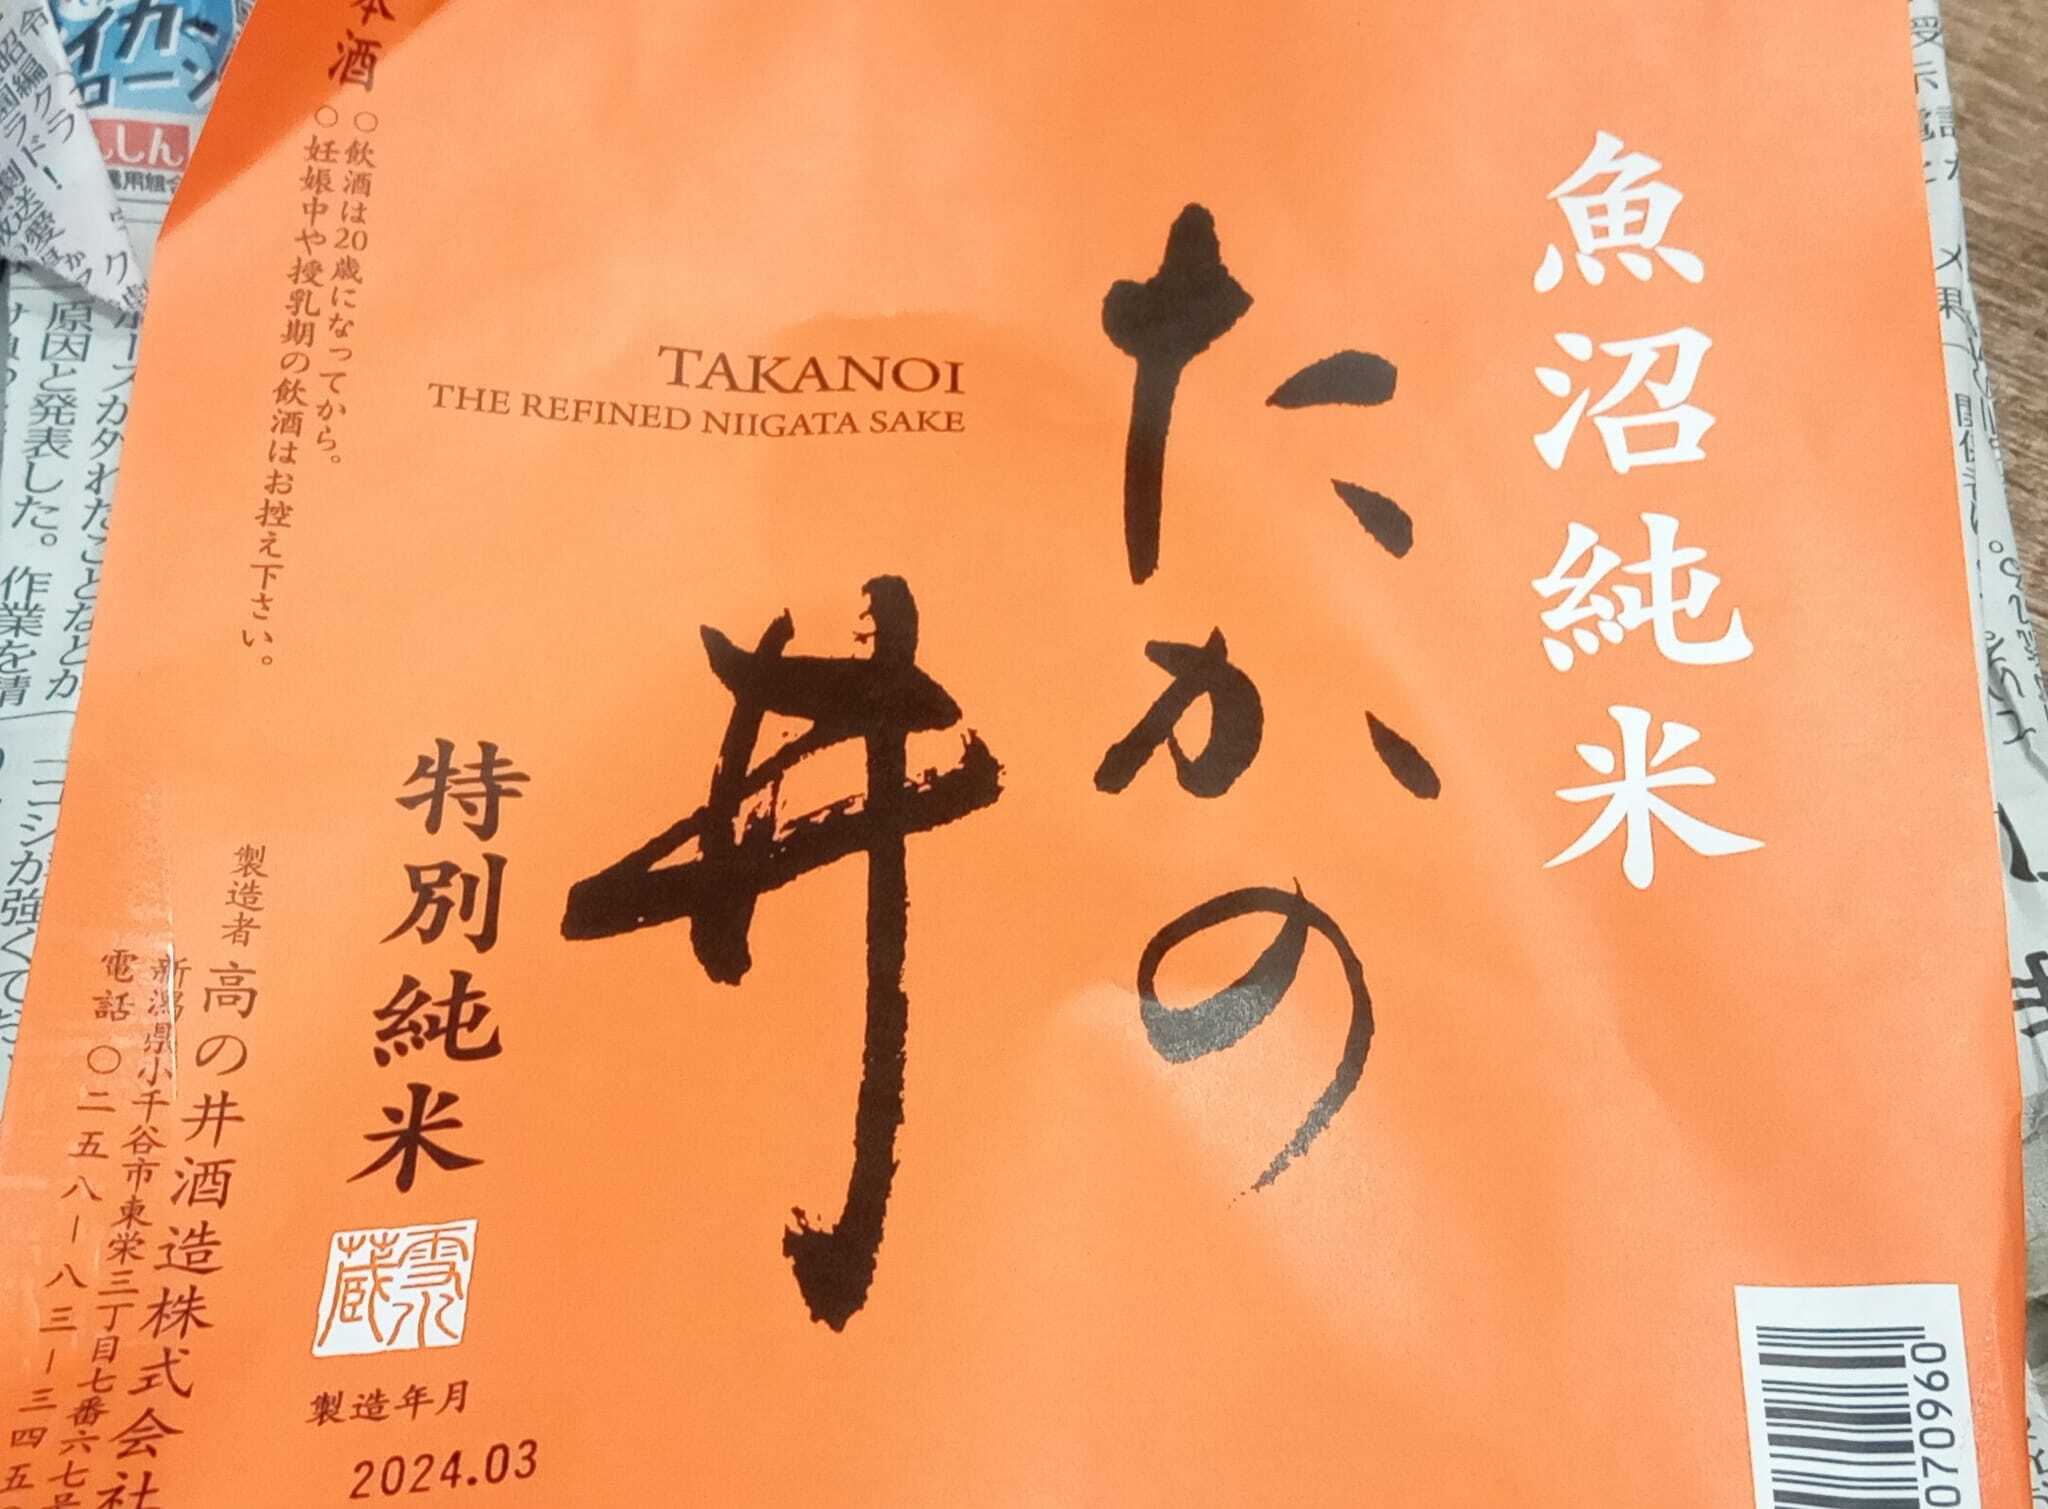 魚沼純米
たかの
井
TAKANOI
THE REFINED NIIGATA SAKE
特別純米
雪水
蔵
製造年月
2024.03
本酒
○飲酒は20歳になってから。
○妊娠中や授乳期の飲酒はお控え下さい。
製造者 高の井酒造株式会社
新潟県小千谷市東栄三丁目七番六七号
電話 〇二五八-八三-三四五
070960
原因と発表した。作業を